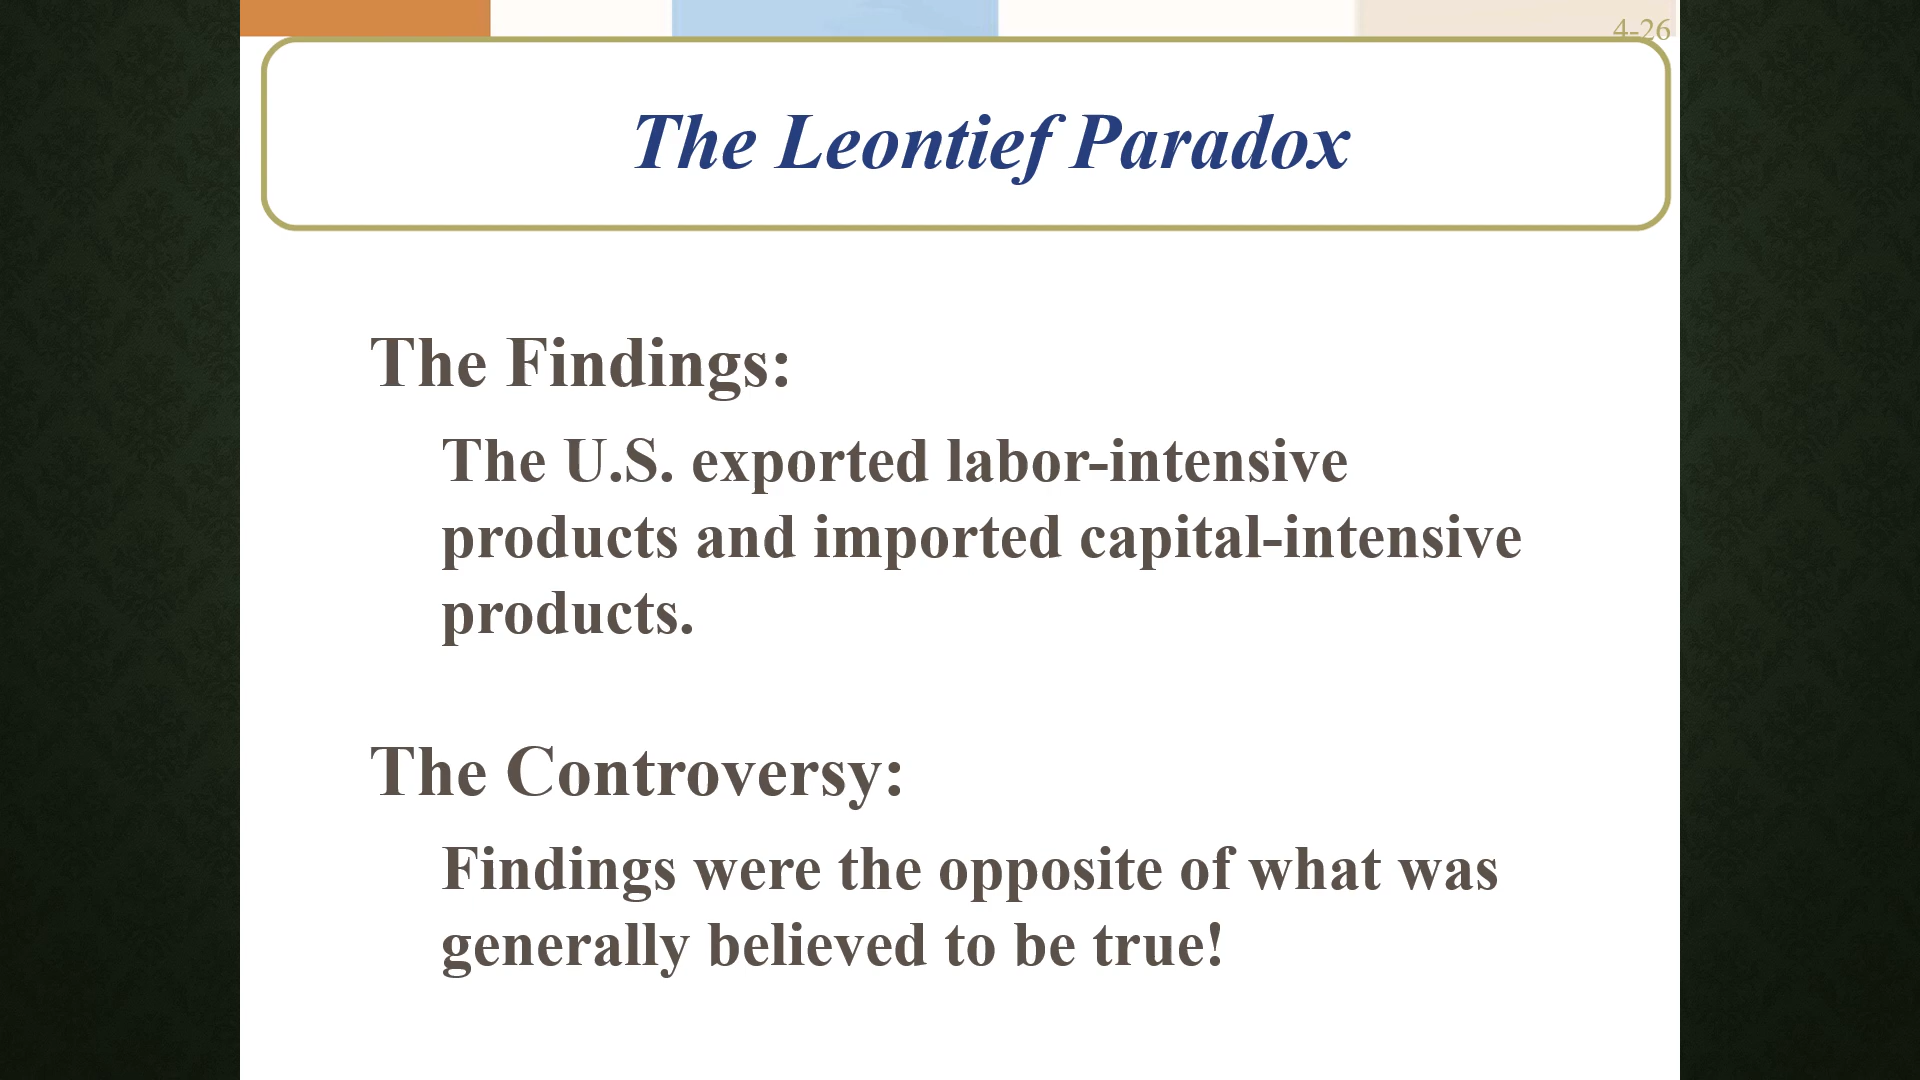 4-26
The Leontief Paradox
The Findings:
The U.S. exported labor-intensive
products and imported capital-intensive
products.
The Controversy:
Findings were the opposite of what was
generally believed to be true!